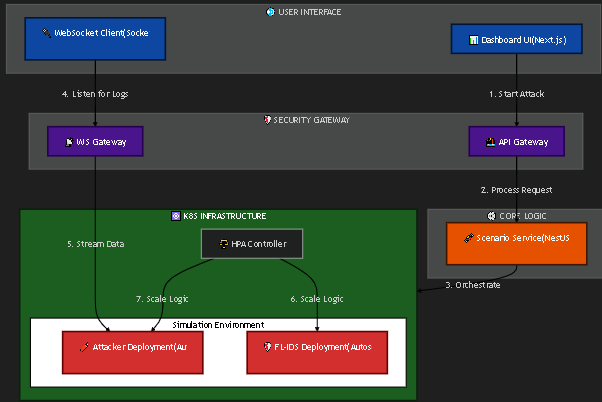 USER INTERFACE
WebSocket Client(Socke
Dashboard UI(Next.js)
4. Listen for Logs
1. Start Attack
SECURITY GATEWAY
WS Gateway
API Gateway
2. Process Request
K8S INFRASTRUCTURE
CORE LOGIC
HPA Controller
Scenario Service(NestJS
5. Stream Data
3. Orchestrate
7. Scale Logic
6. Scale Logic
Simulation Environment
Attacker Deployment(Au
FL-IDS Deployment(Autos